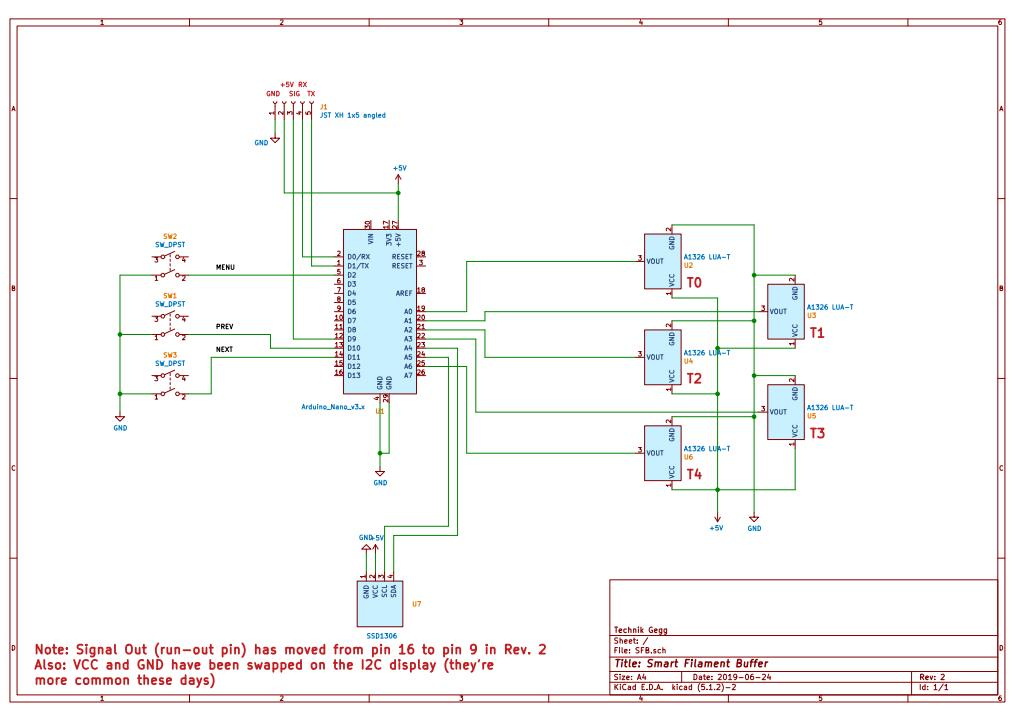 1 2 3 4 5 6
A A
B B
C C
D D
+5V RX
GND SIG TX
1 2 3 4 5
J1
JST XH 1x5 angled
GND
+5V
30 17 27
VIN 3V3 +5V
SW2
SW_DPST
3 4
1 2
MENU
SW1
SW_DPST
3 4
1 2
PREV
SW3
SW_DPST
3 4
1 2
NEXT
GND
2 D0/RX RESET 28
1 D1/TX RESET 3
5 D2
6 D3
7 D4 AREF 18
8 D5
9 D6 A0 19
10 D7 A1 20
11 D8 A2 21
12 D9 A3 22
13 D10 A4 23
14 D11 A5 24
15 D12 A6 25
16 D13 A7 26
GND GND
4 29
Arduino_Nano_v3.x
U1
GND
2
GND
3 VOUT
VCC
1
A1326 LUA-T
U2
T0
2
GND
3 VOUT
VCC
1
A1326 LUA-T
U3
T1
2
GND
3 VOUT
VCC
1
A1326 LUA-T
U4
T2
2
GND
3 VOUT
VCC
1
A1326 LUA-T
U5
T3
2
GND
3 VOUT
VCC
1
A1326 LUA-T
U6
T4
+5V
GND
GND +5V
1 2 3 4
GND VCC SCL SDA
U7
SSD1306
Note: Signal Out (run-out pin) has moved from pin 16 to pin 9 in Rev. 2
Also: VCC and GND have been swapped on the I2C display (they're
more common these days)
Technik Gegg
Sheet: /
File: SFB.sch
Title: Smart Filament Buffer
Size: A4 Date: 2019-06-24 Rev: 2
KiCad E.D.A. kicad (5.1.2)-2 Id: 1/1
1 2 3 4 5 6